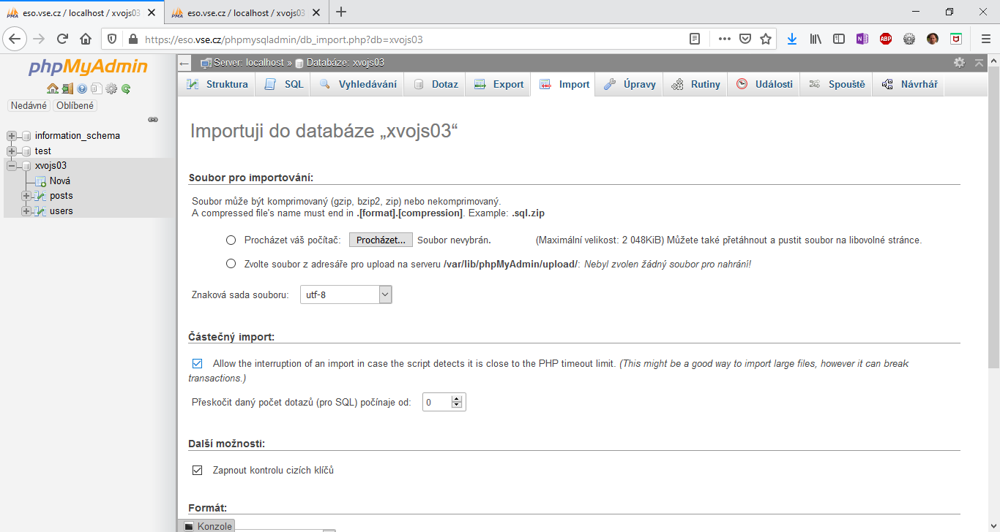 eso.vse.cz / localhost / xvojs03
eso.vse.cz / localhost / xvojs03
https://eso.vse.cz/phpmysqladmin/db_import.php?db=xvojs03
N
ABP
PMA
PMA
phpMyAdmin
Nedávné
Oblíbené
information_schema
test
xvojs03
Nová
posts
users
Server: localhost » Databáze: xvojs03
Struktura
SQL
Vyhledávání
Dotaz
Export
Import
Úpravy
Rutiny
Události
Spouště
Návrhář
Importuji do databáze „xvojs03“
Soubor pro importování:
Soubor může být komprimovaný (gzip, bzip2, zip) nebo nekomprimovaný.
A compressed file's name must end in .[format].[compression]. Example: .sql.zip
Procházet váš počítač: Procházet... Soubor nevybrán. (Maximální velikost: 2 048KiB) Můžete také přetáhnout a pustit soubor na libovolné stránce.
Zvolte soubor z adresáře pro upload na serveru /var/lib/phpMyAdmin/upload/: Nebyl zvolen žádný soubor pro nahrání!
Znaková sada souboru: utf-8
Částečný import:
Allow the interruption of an import in case the script detects it is close to the PHP timeout limit. (This might be a good way to import large files, however it can break
transactions.)
Přeskočit daný počet dotazů (pro SQL) počínaje od: 0
Další možnosti:
Zapnout kontrolu cizích klíčů
Formát:
Konzole